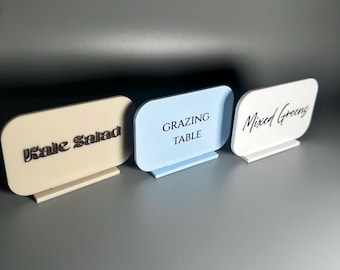 Kale Salad
GRAZING
TABLE
Mixed Greens